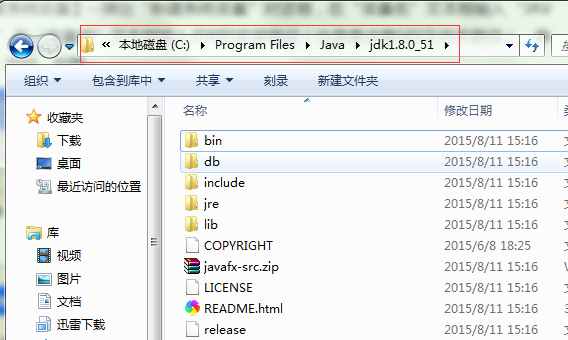 本地磁盘 (C:) Program Files Java jdk1.8.0_51
组织 包含到库中 共享 刻录 新建文件夹
收藏夹
下载
桌面
最近访问的位置
库
视频
图片
文档
迅雷下载
名称 修改日期
bin 2015/8/11 15:16
db 2015/8/11 15:16
include 2015/8/11 15:16
jre 2015/8/11 15:16
lib 2015/8/11 15:16
COPYRIGHT 2015/6/8 18:25
javafx-src.zip 2015/8/11 15:16
LICENSE 2015/8/11 15:16
README.html 2015/8/11 15:16
release 2015/8/11 15:16